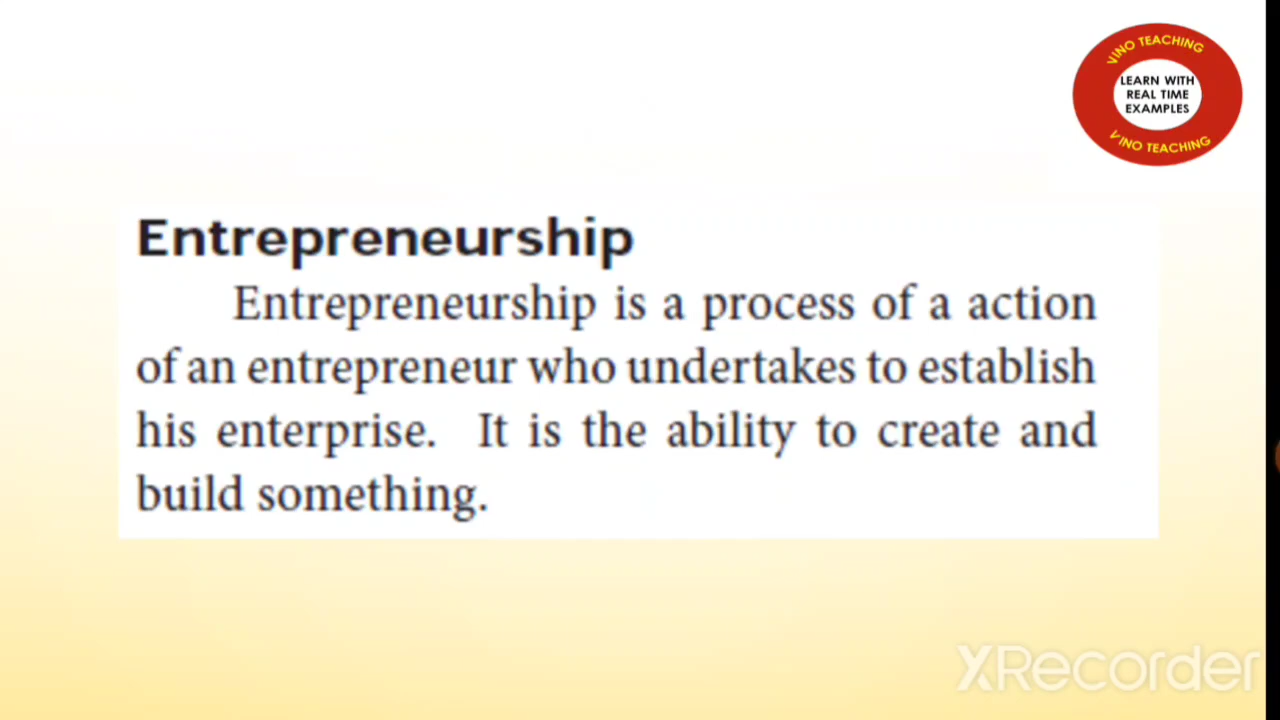 VINO TEACHING
LEARN WITH
REAL TIME
EXAMPLES
VINO TEACHING
Entrepreneurship
Entrepreneurship is a process of a action
of an entrepreneur who undertakes to establish
his enterprise. It is the ability to create and
build something.
XRecorder